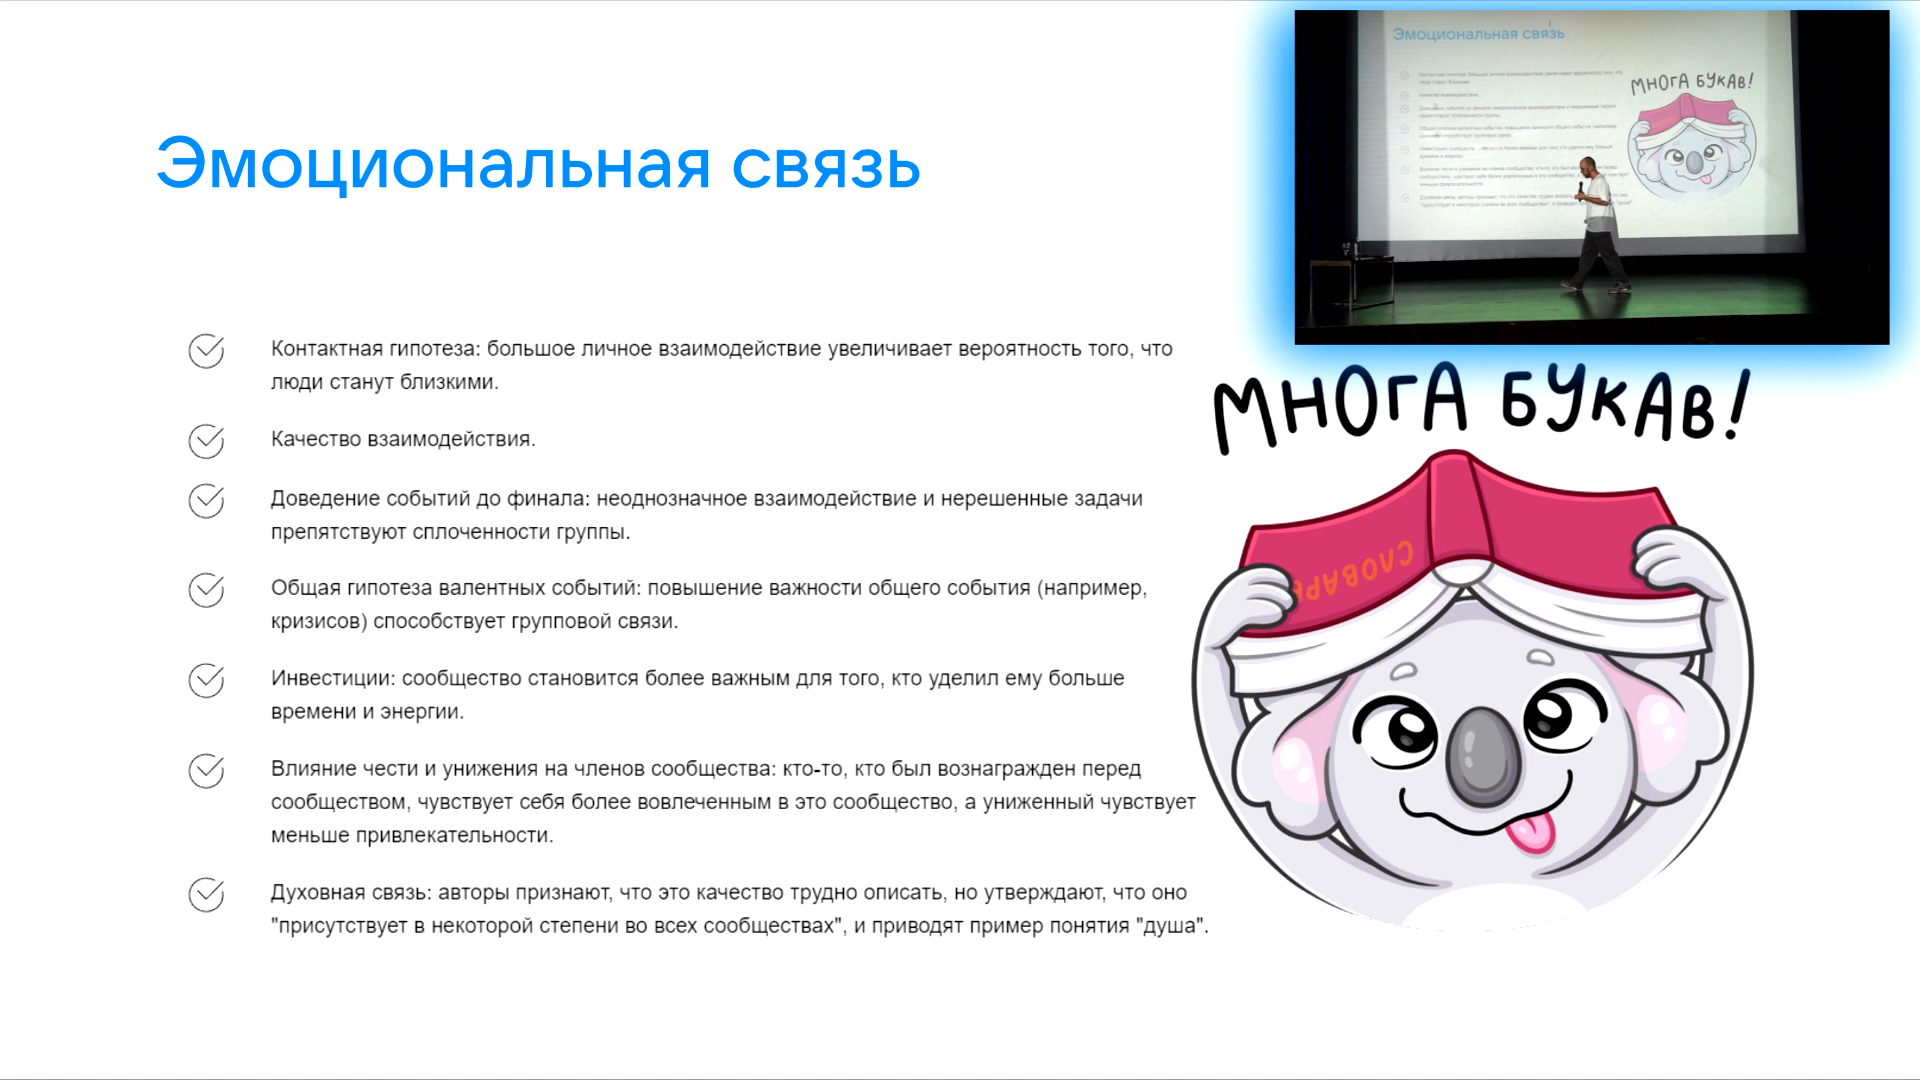 Эмоциональная связь
Контактная гипотеза: большое личное взаимодействие увеличивает вероятность того, что
люди станут близкими.
Качество взаимодействия.
Доведение событий до финала: неоднозначное взаимодействие и нерешенные задачи
препятствуют сплоченности группы.
Общая гипотеза валентных событий: повышение важности общего события (например,
кризисов) способствует групповой связи.
Инвестиции: сообщество становится более важным для того, кто уделил ему больше
времени и энергии.
Влияние чести и унижения на членов сообщества: кто-то, кто был вознагражден перед
сообществом, чувствует себя более вовлеченным в это сообщество, а униженный чувствует
меньше привлекательности.
Духовная связь: авторы признают, что это качество трудно описать, но утверждают, что оно
"присутствует в некоторой степени во всех сообществах", и приводят пример понятия "душа".
Эмоциональная связь
МНОГА БУКАВ!
МНОГА БУКАВ!
СЛОВАРЬ